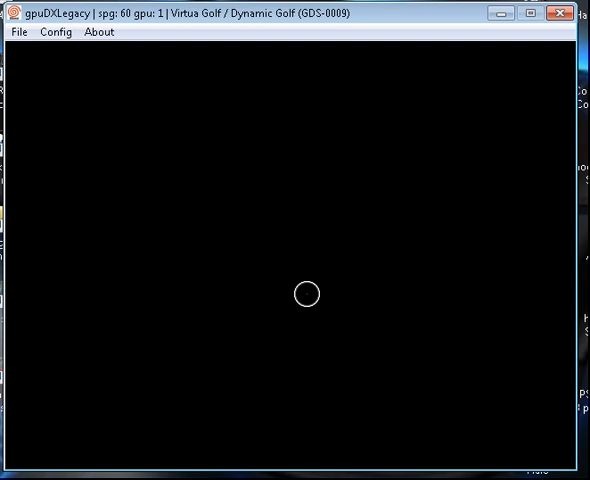 gpuDXLegacy | spg: 60 gpu: 1 | Virtua Golf / Dynamic Golf (GDS-0009)
File Config About